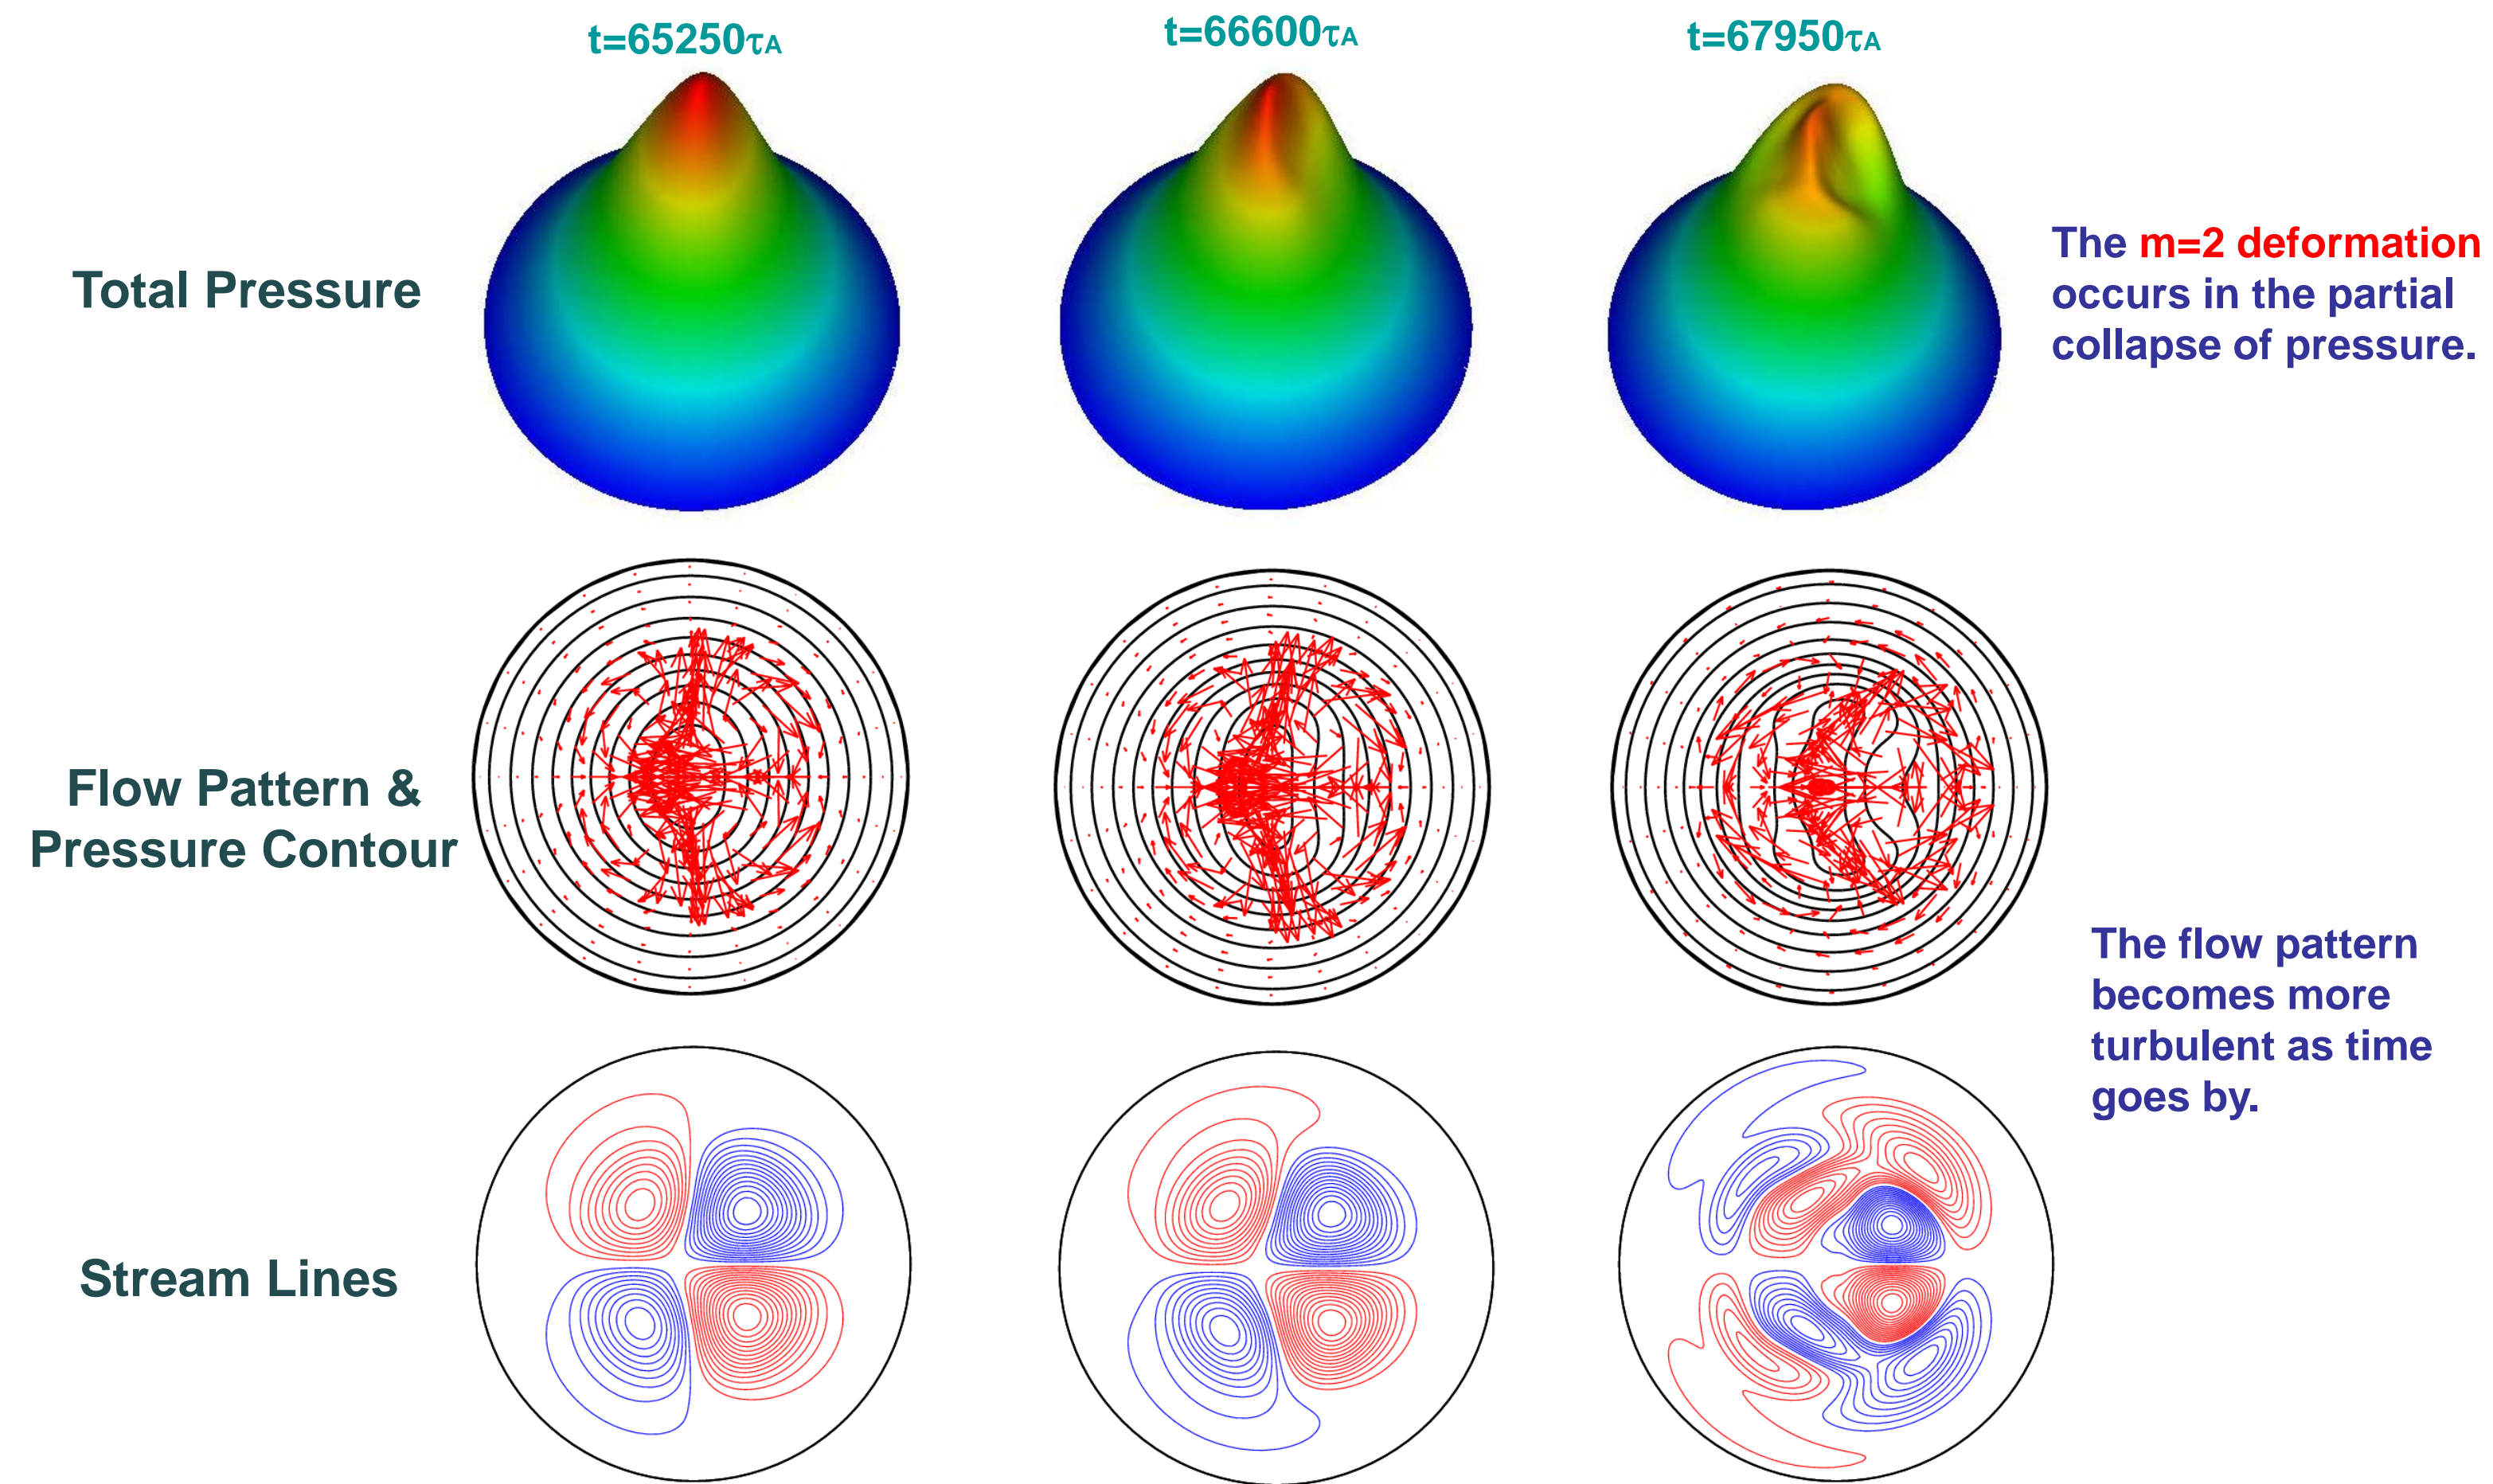 t=65250τA
t=66600τA
t=67950τA
Total Pressure
The m=2 deformation
occurs in the partial
collapse of pressure.
Flow Pattern &
Pressure Contour
The flow pattern
becomes more
turbulent as time
goes by.
Stream Lines